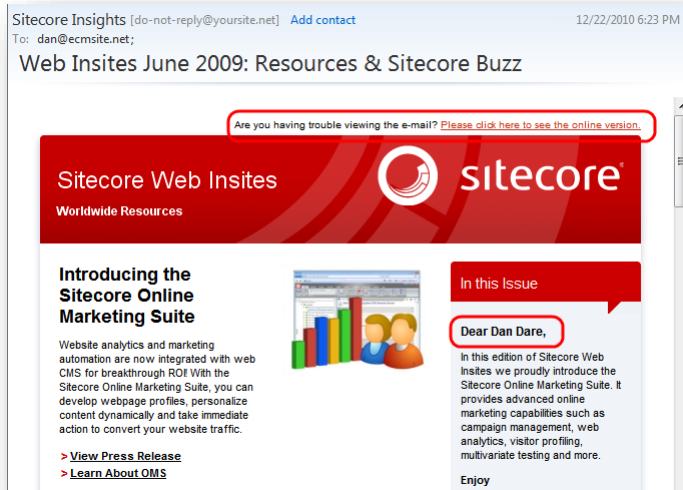 Sitecore Insights [do-not-reply@yoursite.net] Add contact 12/22/2010 6:23 PM
To: dan@ecmsite.net;
Web Insites June 2009: Resources & Sitecore Buzz
Are you having trouble viewing the e-mail? Please click here to see the online version.
Sitecore Web Insites
Worldwide Resources
sitecore
Introducing the
Sitecore Online
Marketing Suite
Website analytics and marketing
automation are now integrated with web
CMS for breakthrough ROI! With the
Sitecore Online Marketing Suite, you can
develop webpage profiles, personalize
content dynamically and take immediate
action to convert your website traffic.
> View Press Release
> Learn About OMS
In this Issue
Dear Dan Dare,
In this edition of Sitecore Web
Insites we proudly introduce the
Sitecore Online Marketing Suite. It
provides advanced online
marketing capabilities such as
campaign management, web
analytics, visitor profiling,
multivariate testing and more.
Enjoy